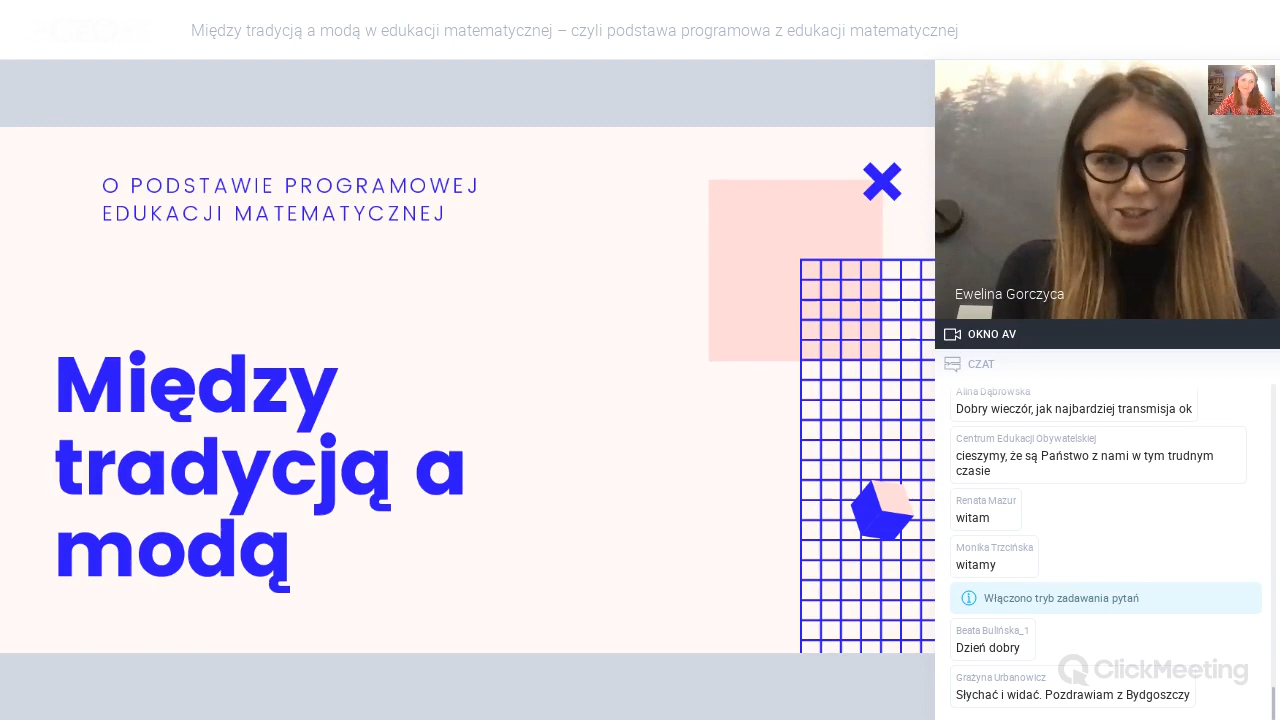 Między tradycją a modą w edukacji matematycznej – czyli podstawa programowa z edukacji matematycznej
O PODSTAWIE PROGRAMOWEJ
EDUKACJI MATEMATYCZNEJ
Między
tradycją a
modą
Ewelina Gorczyca
OKNO AV
CZAT
Alina Dąbrowska
Dobry wieczór, jak najbardziej transmisja ok
Centrum Edukacji Obywatelskiej
cieszymy, że są Państwo z nami w tym trudnym
czasie
Renata Mazur
witam
Monika Trzcińska
witamy
Włączono tryb zadawania pytań
Beata Bulińska_1
Dzień dobry
Grażyna Urbanowicz
Słychać i widać. Pozdrawiam z Bydgoszczy
ClickMeeting